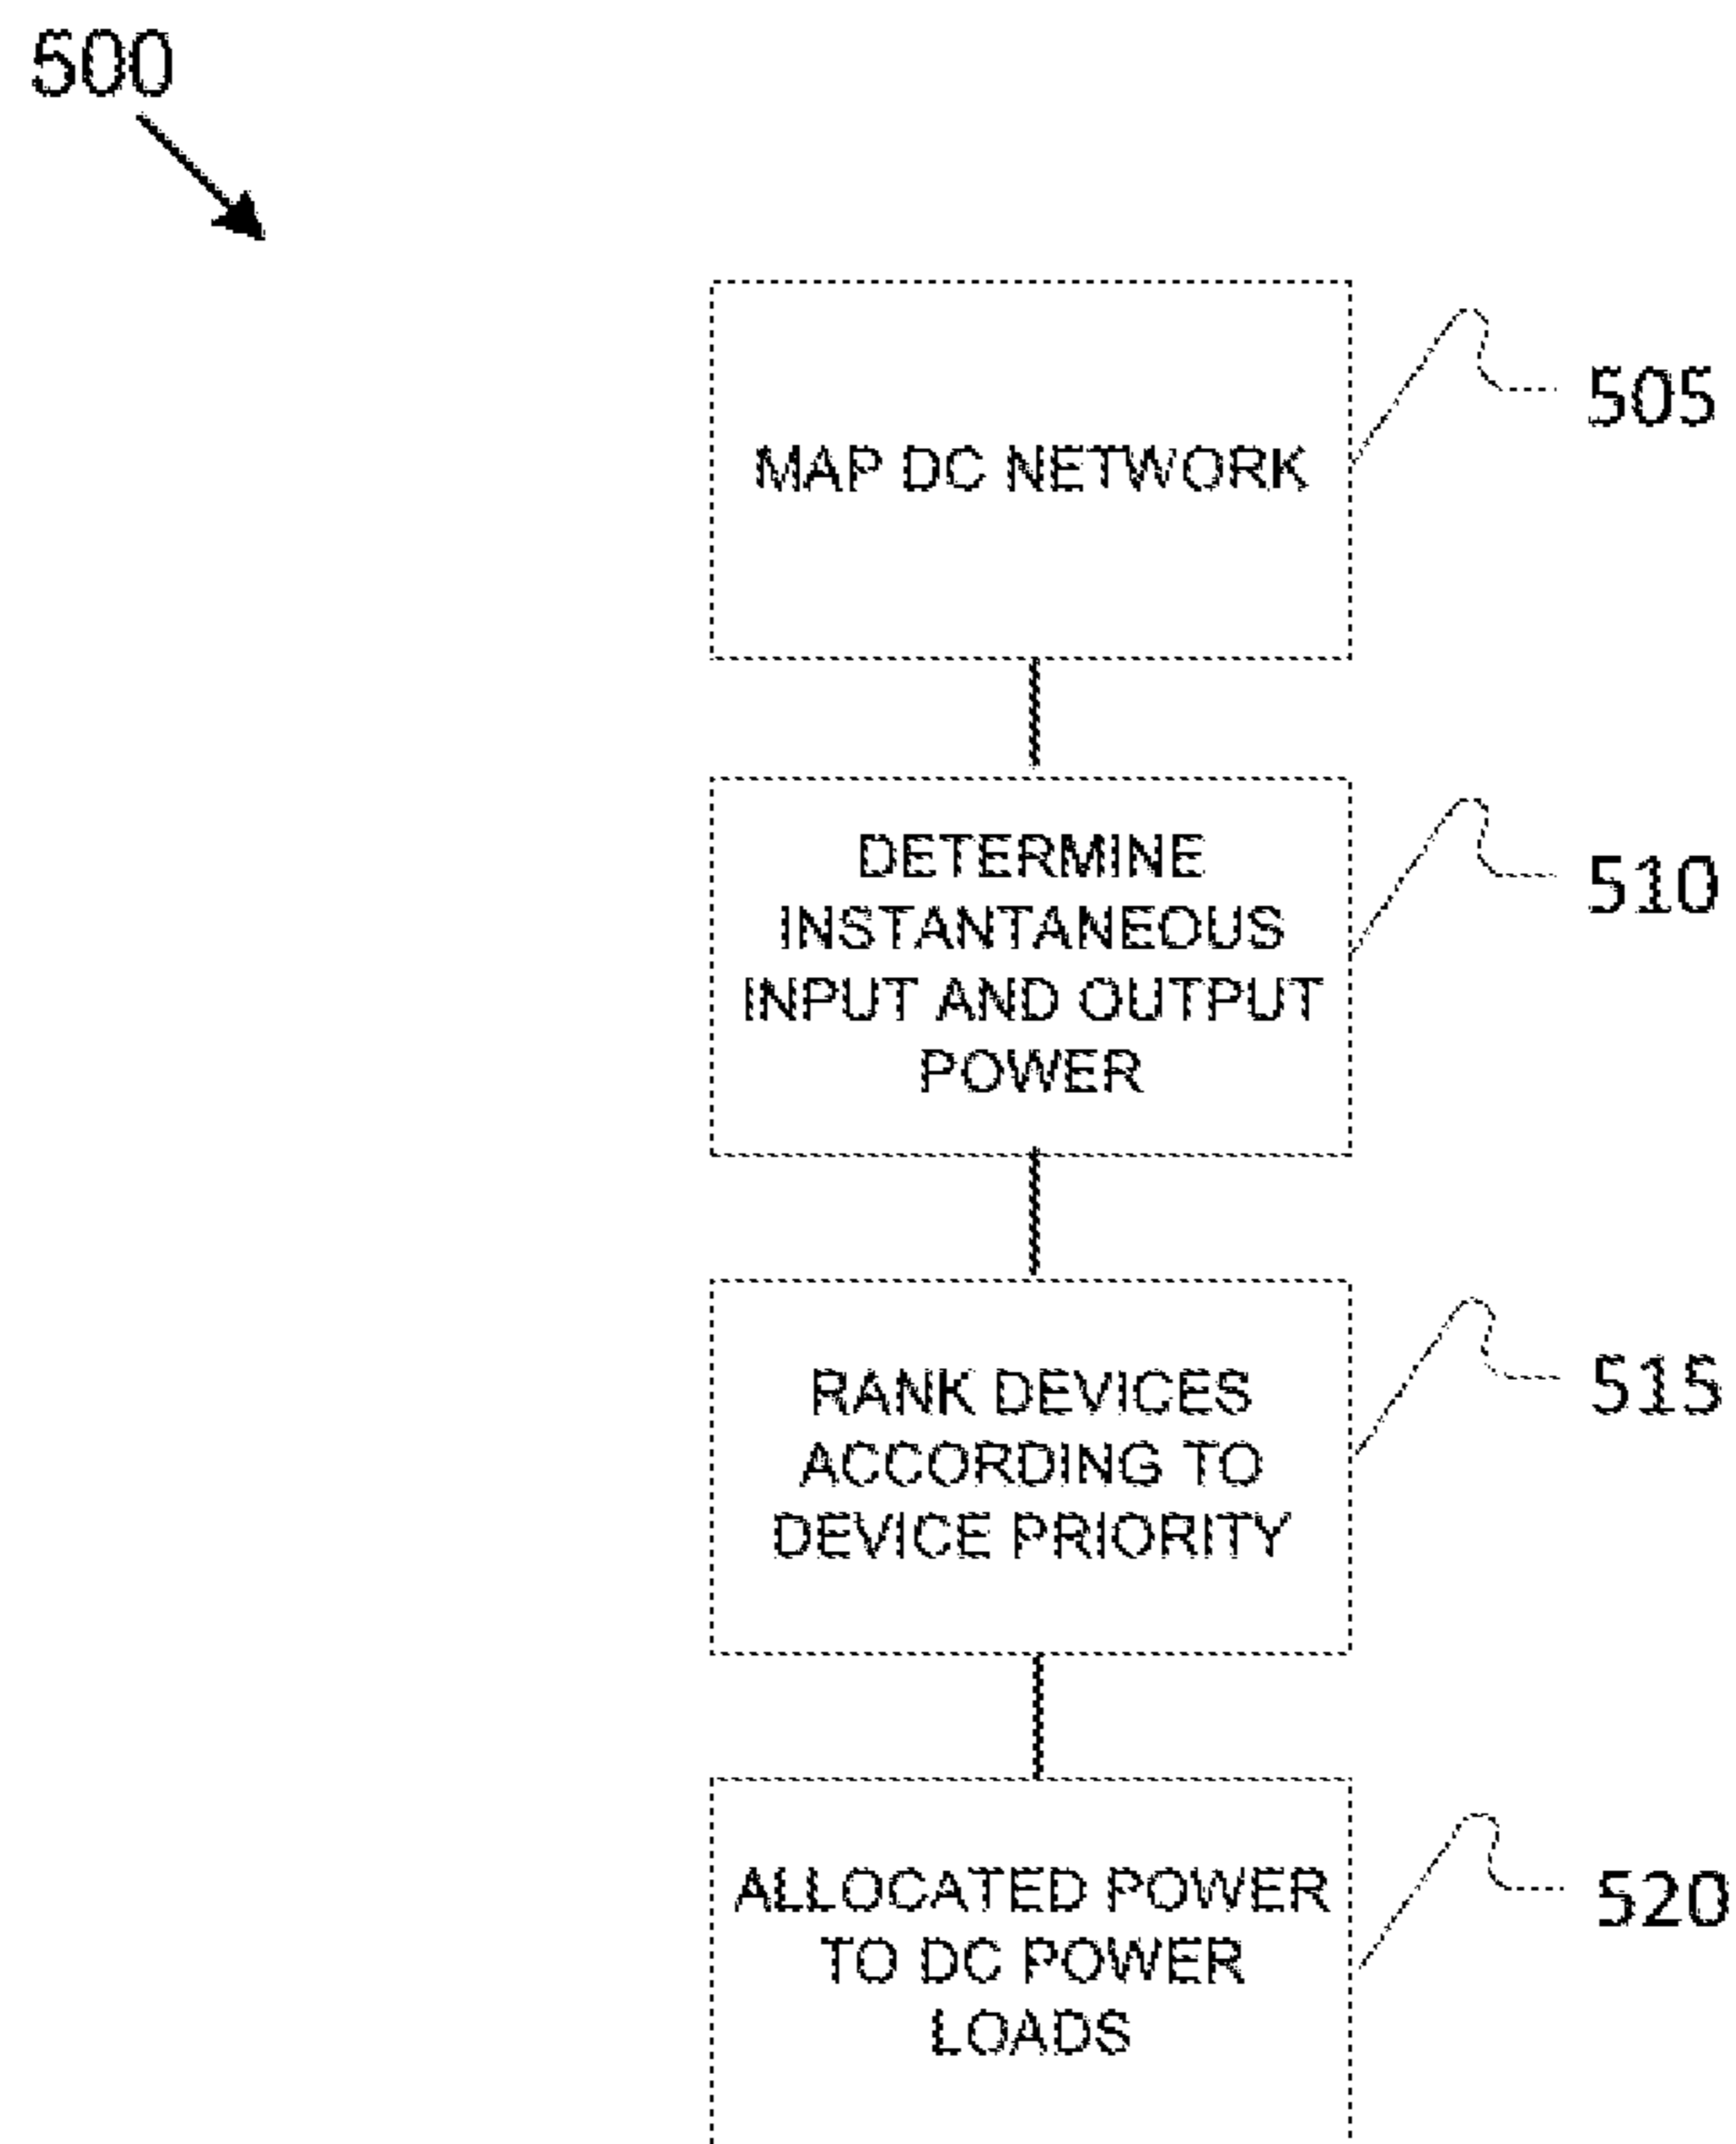 500
MAP DC NETWORK
505
DETERMINE
INSTANTANEOUS
INPUT AND OUTPUT
POWER
510
RANK DEVICES
ACCORDING TO
DEVICE PRIORITY
515
ALLOCATED POWER
TO DC POWER
LOADS
520